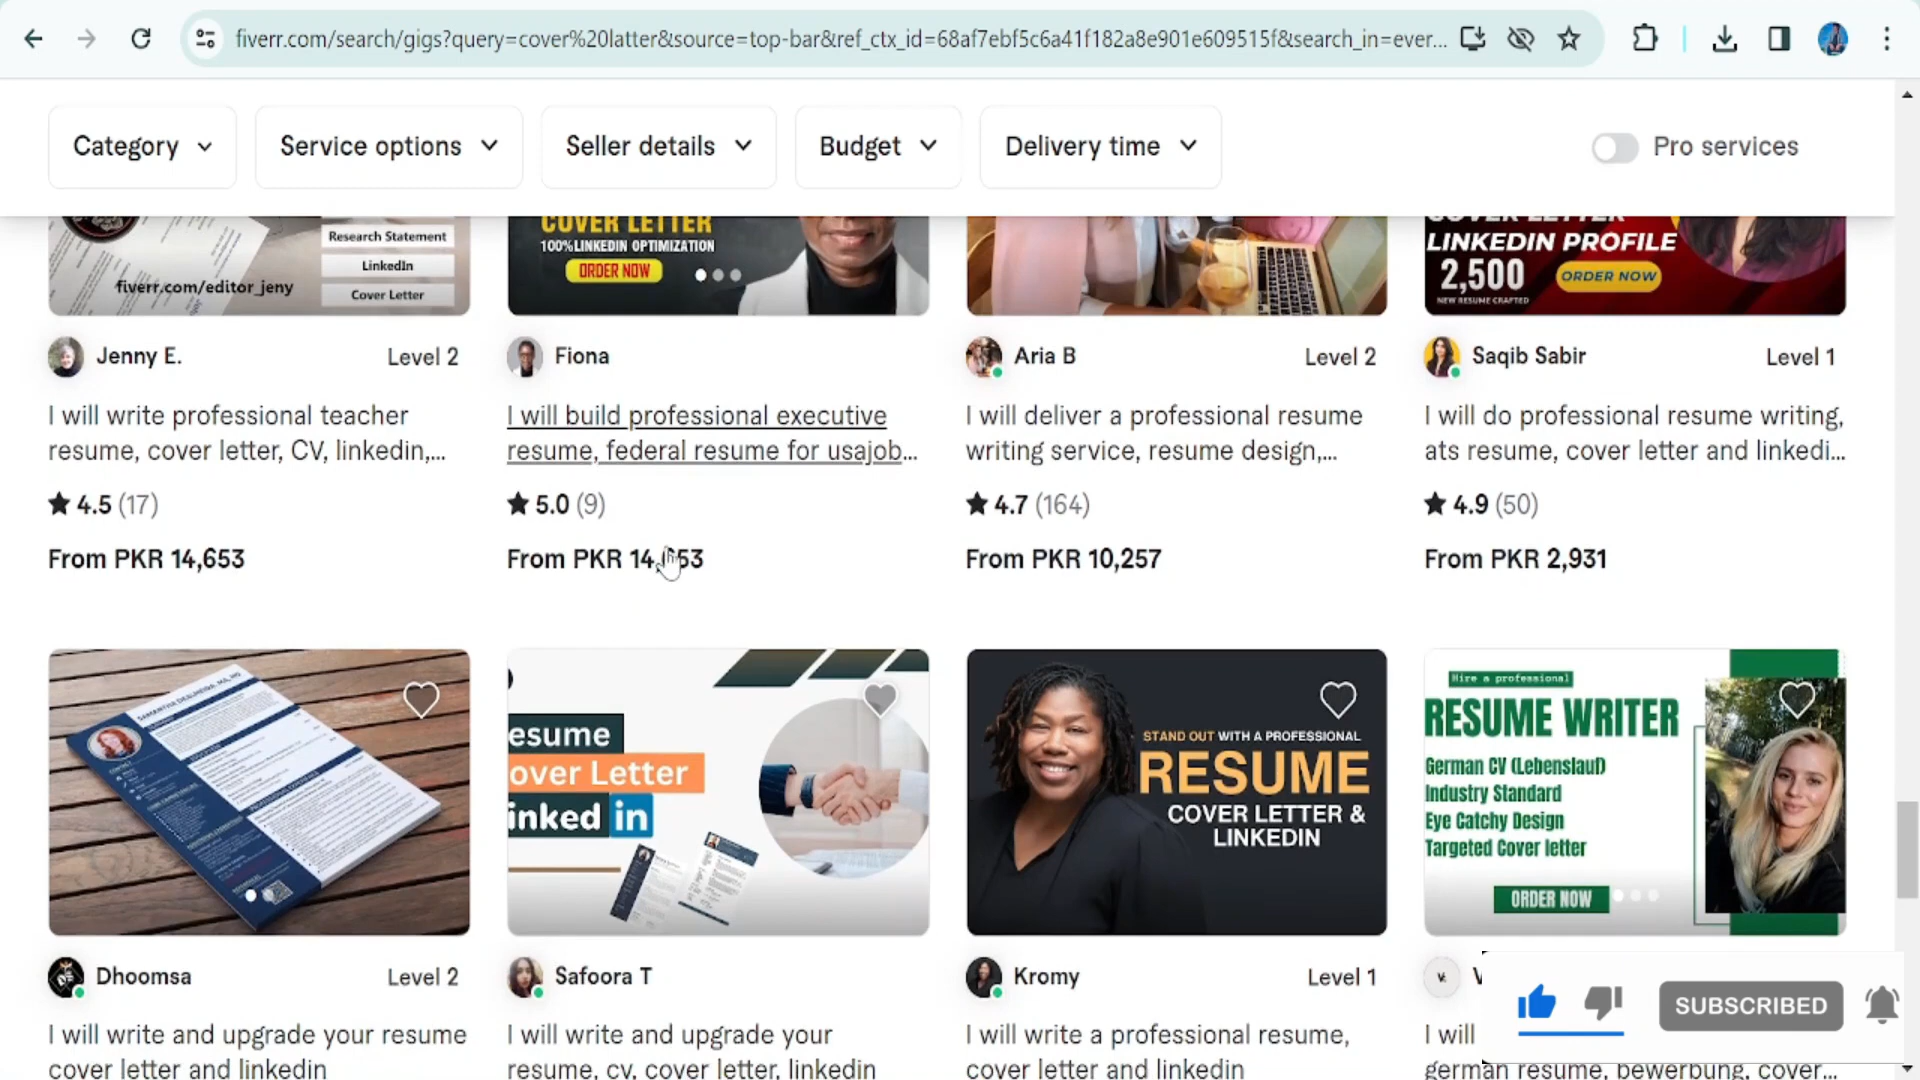 fiverr.com/search/gigs?query=cover%20latter&source=top-bar&ref_ctx_id=68af7ebf5c6a41f182a8e901e609515f&search_in=ever...
Category
Service options
Seller details
Budget
Delivery time
Pro services
Research Statement
LinkedIn
fiverr.com/editor_jeny
Cover Letter
COVER LETTER
100%LINKEDIN OPTIMIZATION
ORDER NOW
COVER LETTER
LINKEDIN PROFILE
2,500
ORDER NOW
NEW RESUME CRAFTED
Jenny E.
Level 2
Fiona
Aria B
Level 2
Saqib Sabir
Level 1
I will write professional teacher
resume, cover letter, CV, linkedin,...
I will build professional executive
resume, federal resume for usajob...
I will deliver a professional resume
writing service, resume design,...
I will do professional resume writing,
ats resume, cover letter and linkedi...
4.5 (17)
5.0 (9)
4.7 (164)
4.9 (50)
From PKR 14,653
From PKR 14,653
From PKR 10,257
From PKR 2,931
esume
over Letter
inked in
STAND OUT WITH A PROFESSIONAL
RESUME
COVER LETTER &
LINKEDIN
Hire a professional
RESUME WRITER
German CV (Lebenslauf)
Industry Standard
Eye Catchy Design
Targeted Cover letter
ORDER NOW
Dhoomsa
Level 2
Safoora T
Kromy
Level 1
V
I will write and upgrade your resume
cover letter and linkedin
I will write and upgrade your
resume, cv, cover letter, linkedin
I will write a professional resume,
cover letter and linkedin
I will
german resume, bewerbung, cover...
SUBSCRIBED